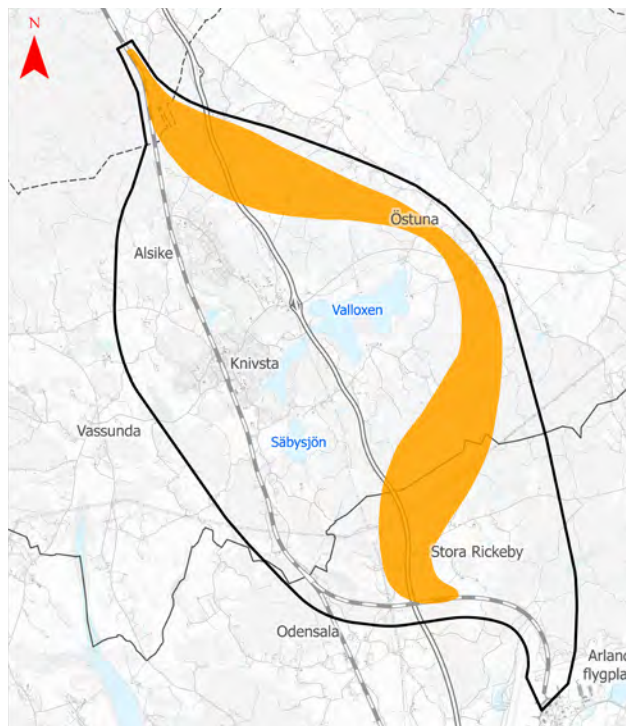 N
Östuna
Alsike
Valloxen
Knivsta
Vassunda
Säbysjön
Stora Rickeby
Odensala
Arland
flygpla